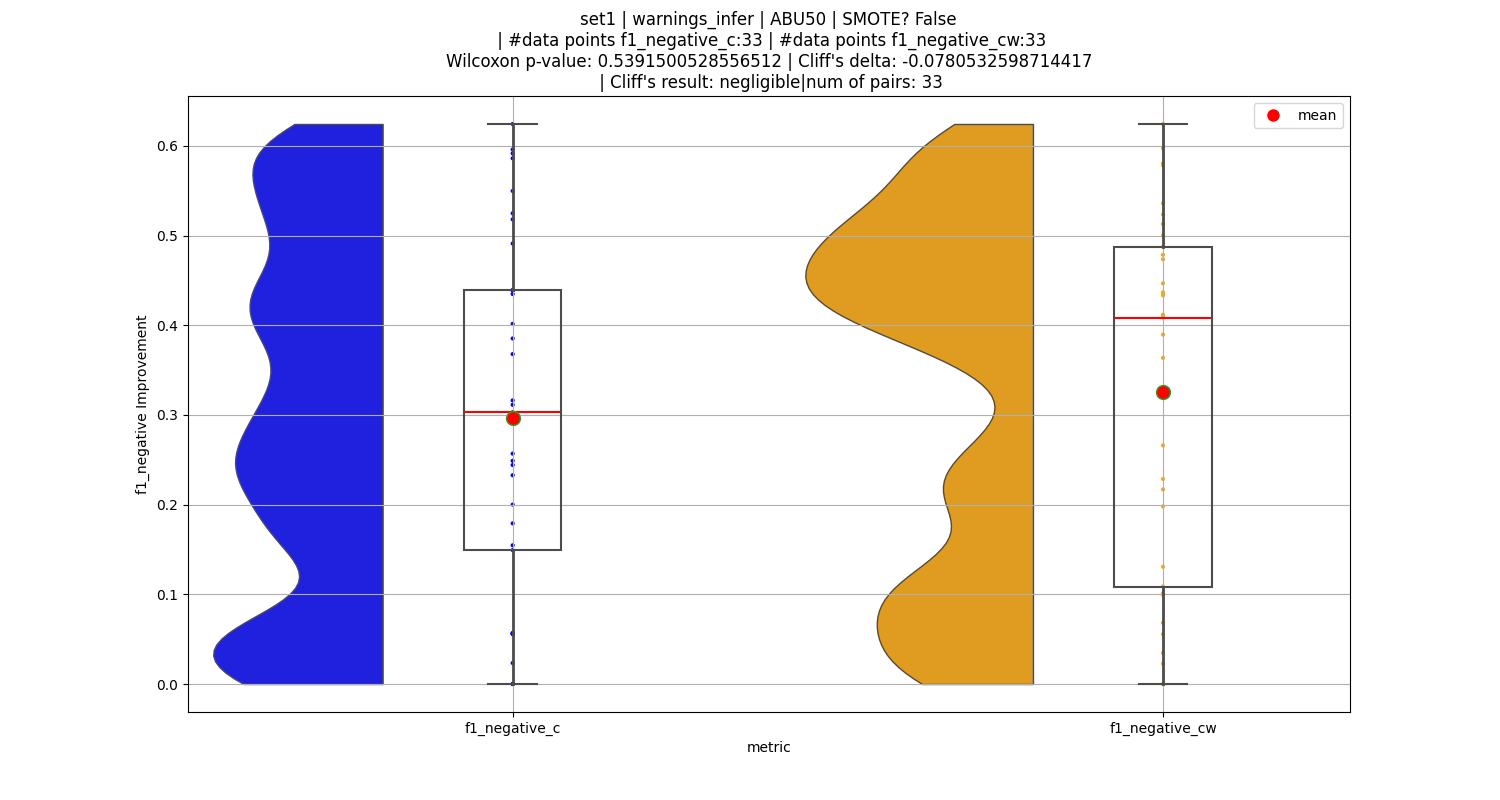 set1 | warnings_infer | ABU50 | SMOTE? False
| #data points f1_negative_c:33 | #data points f1_negative_cw:33
Wilcoxon p-value: 0.5391500528556512 | Cliff's delta: -0.0780532598714417
| Cliff's result: negligible|num of pairs: 33
mean
0.6
0.5
0.4
0.3
0.2
0.1
0.0
f1_negative Improvement
f1_negative_c
f1_negative_cw
metric